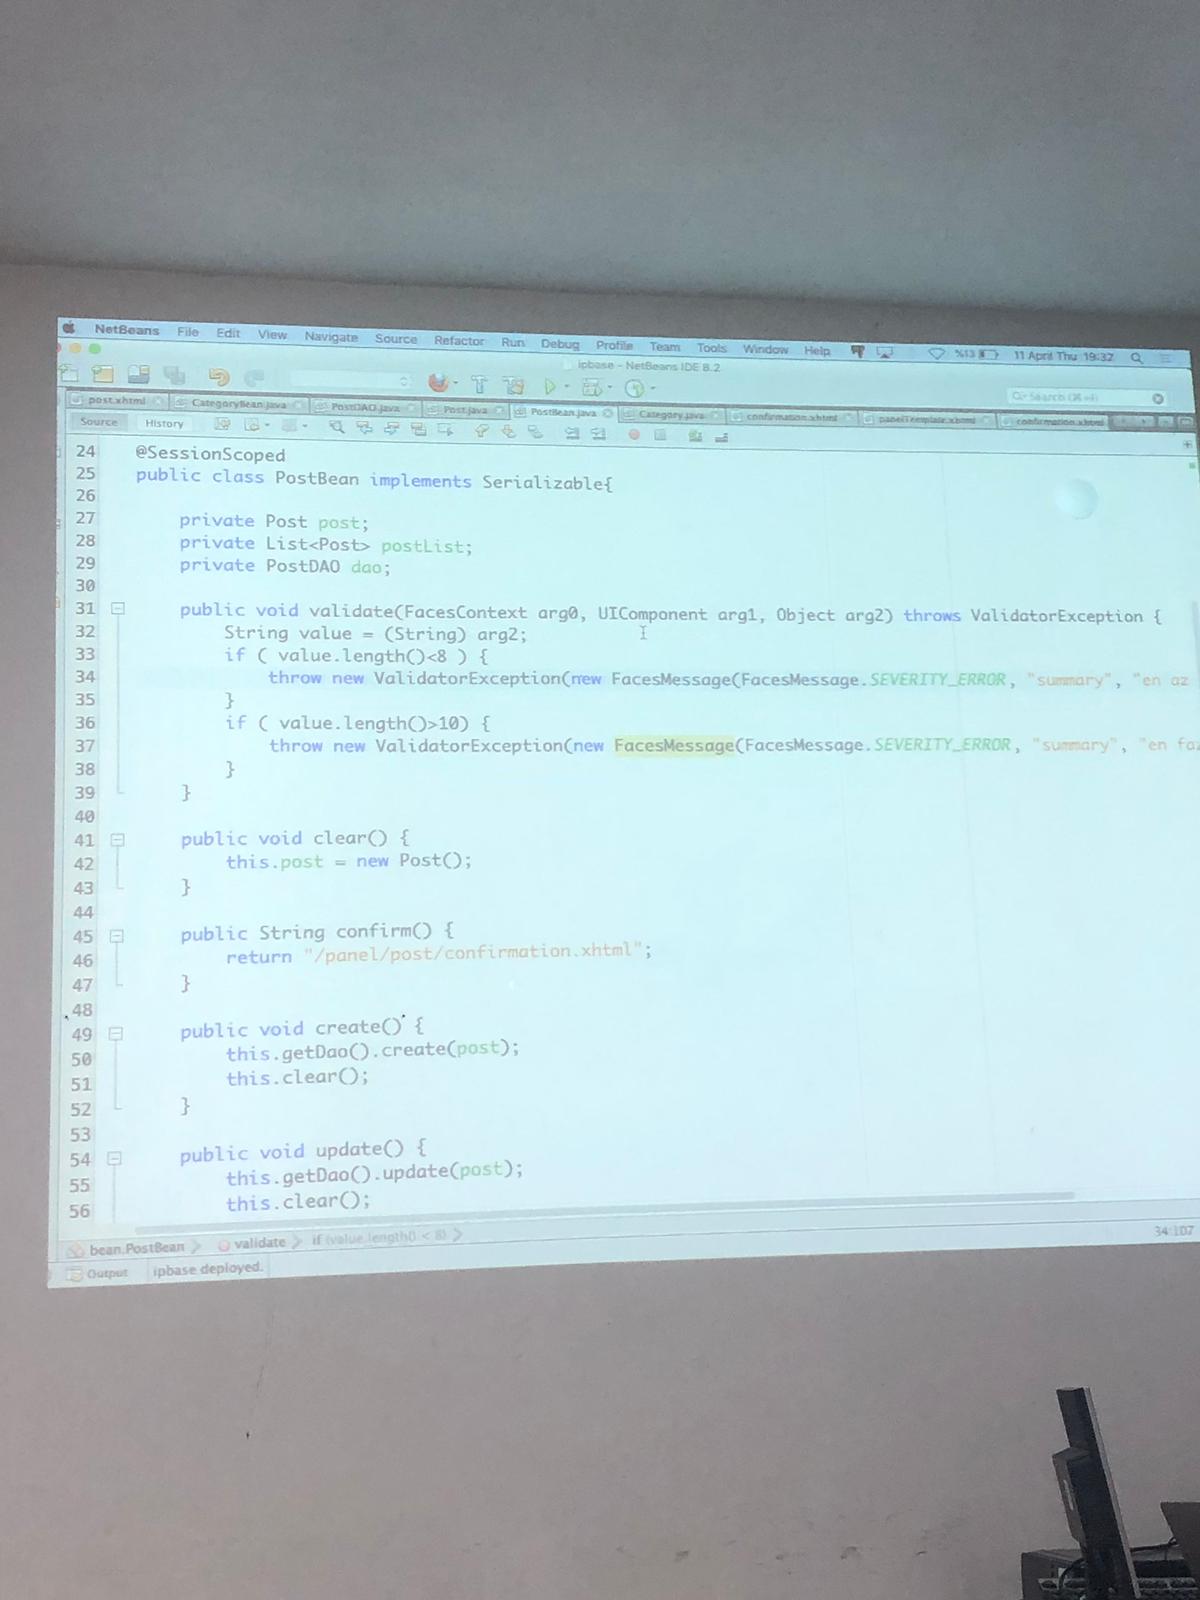 NetBeans File Edit View Navigate Source Refactor Run Debug Profile Team Tools Window Help %13 11 April Thu 19:32
ipbase - NetBeans IDE 8.2
Search (⌘+I)
post.xhtml CategoryBean.java PostDAO.java Post.java PostBean.java Category.java confirmation.xhtml panelTemplate.xhtml confirmation.xhtml
Source History
24 @SessionScoped
25 public class PostBean implements Serializable{
26
27 private Post post;
28 private List<Post> postList;
29 private PostDAO dao;
30
31 public void validate(FacesContext arg0, UIComponent arg1, Object arg2) throws ValidatorException {
32 String value = (String) arg2;
33 if ( value.length()<8 ) {
34 throw new ValidatorException(new FacesMessage(FacesMessage.SEVERITY_ERROR, "summary", "en az
35 }
36 if ( value.length()>10) {
37 throw new ValidatorException(new FacesMessage(FacesMessage.SEVERITY_ERROR, "summary", "en faz
38 }
39 }
40
41 public void clear() {
42 this.post = new Post();
43 }
44
45 public String confirm() {
46 return "/panel/post/confirmation.xhtml";
47 }
48
49 public void create() {
50 this.getDao().create(post);
51 this.clear();
52 }
53
54 public void update() {
55 this.getDao().update(post);
56 this.clear();
bean.PostBean validate if (value.length() < 8) 34:107
Output ipbase deployed.